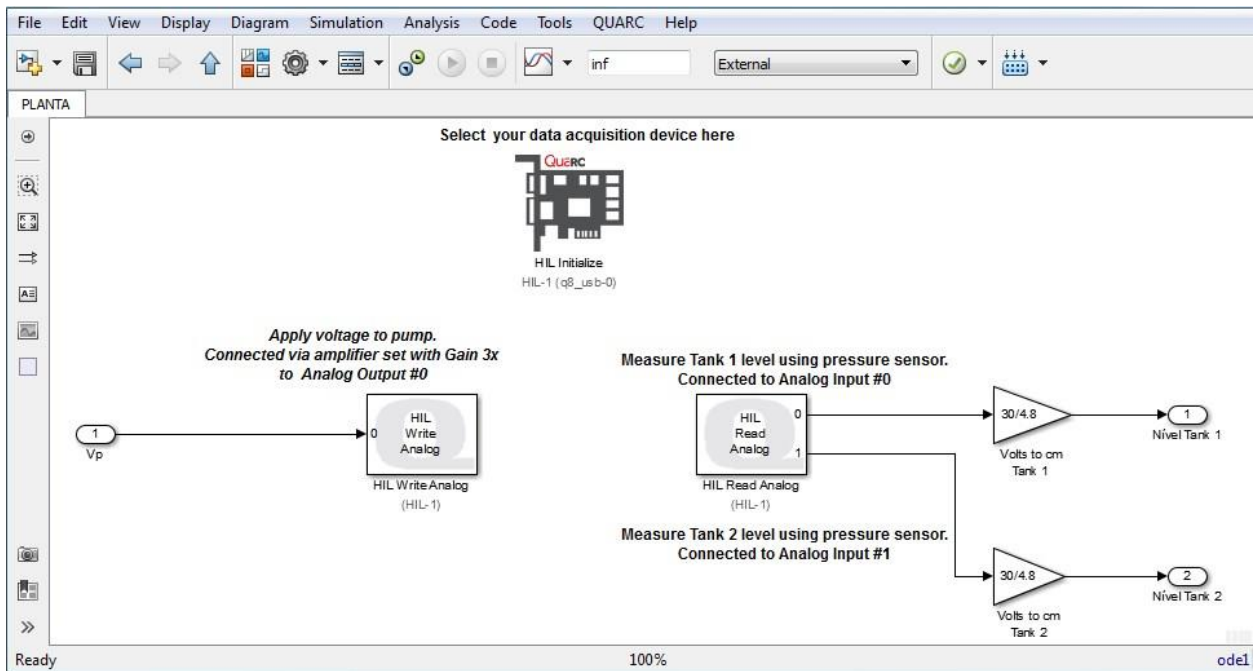 File Edit View Display Diagram Simulation Analysis Code Tools QUARC Help
inf External
PLANTA
Select your data acquisition device here
QUARC
HIL Initialize
HIL-1 (q8_usb-0)
Apply voltage to pump.
Connected via amplifier set with Gain 3x
to Analog Output #0
Measure Tank 1 level using pressure sensor.
Connected to Analog Input #0
1
Vp
0
HIL
Write
Analog
HIL Write Analog
(HIL-1)
HIL
Read
Analog
0
1
HIL Read Analog
(HIL-1)
30/4.8
Volts to cm
Tank 1
1
Nível Tank 1
Measure Tank 2 level using pressure sensor.
Connected to Analog Input #1
30/4.8
Volts to cm
Tank 2
2
Nível Tank 2
Ready 100% ode1